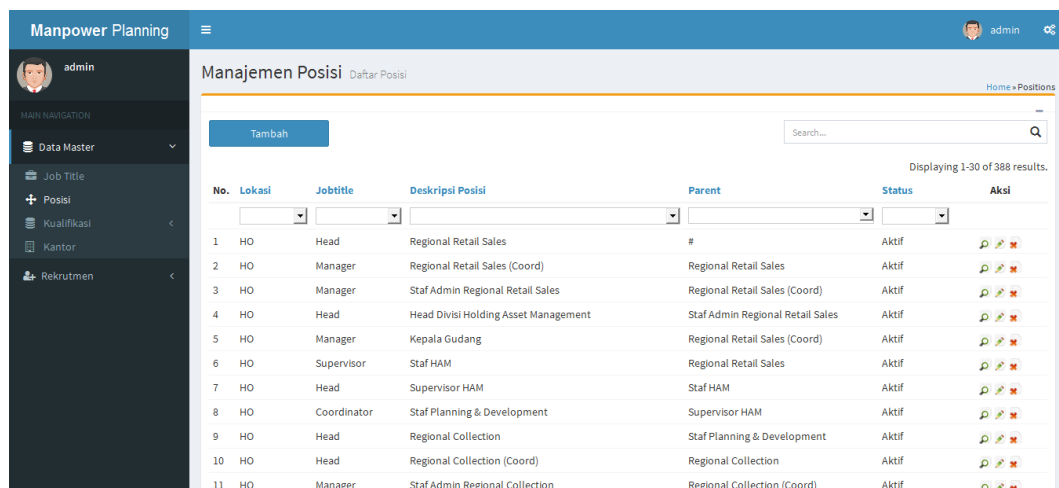 Manpower Planning
admin
admin
MAIN NAVIGATION
Data Master
Job Title
Posisi
Kualifikasi
Kantor
Rekrutmen
Manajemen Posisi Daftar Posisi
Home » Positions
Tambah
Search...
Displaying 1-30 of 388 results.
No. Lokasi Jobtitle Deskripsi Posisi Parent Status Aksi
1 HO Head Regional Retail Sales # Aktif
2 HO Manager Regional Retail Sales (Coord) Regional Retail Sales Aktif
3 HO Manager Staf Admin Regional Retail Sales Regional Retail Sales (Coord) Aktif
4 HO Head Head Divisi Holding Asset Management Staf Admin Regional Retail Sales Aktif
5 HO Manager Kepala Gudang Regional Retail Sales (Coord) Aktif
6 HO Supervisor Staf HAM Regional Retail Sales Aktif
7 HO Head Supervisor HAM Staf HAM Aktif
8 HO Coordinator Staf Planning & Development Supervisor HAM Aktif
9 HO Head Regional Collection Staf Planning & Development Aktif
10 HO Head Regional Collection (Coord) Regional Collection Aktif
11 HO Manager Staf Admin Regional Collection Regional Collection (Coord) Aktif